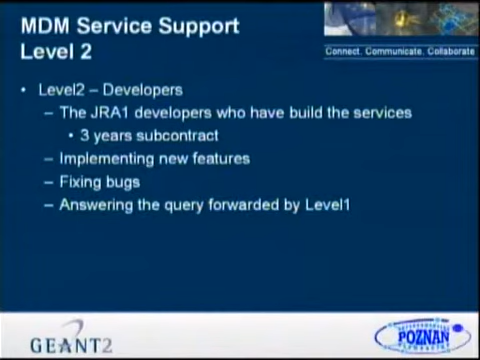 MDM Service Support
Level 2
Connect. Communicate. Collaborate
• Level2 – Developers
– The JRA1 developers who have build the services
• 3 years subcontract
– Implementing new features
– Fixing bugs
– Answering the query forwarded by Level1
GEANT2
POZNAŃ